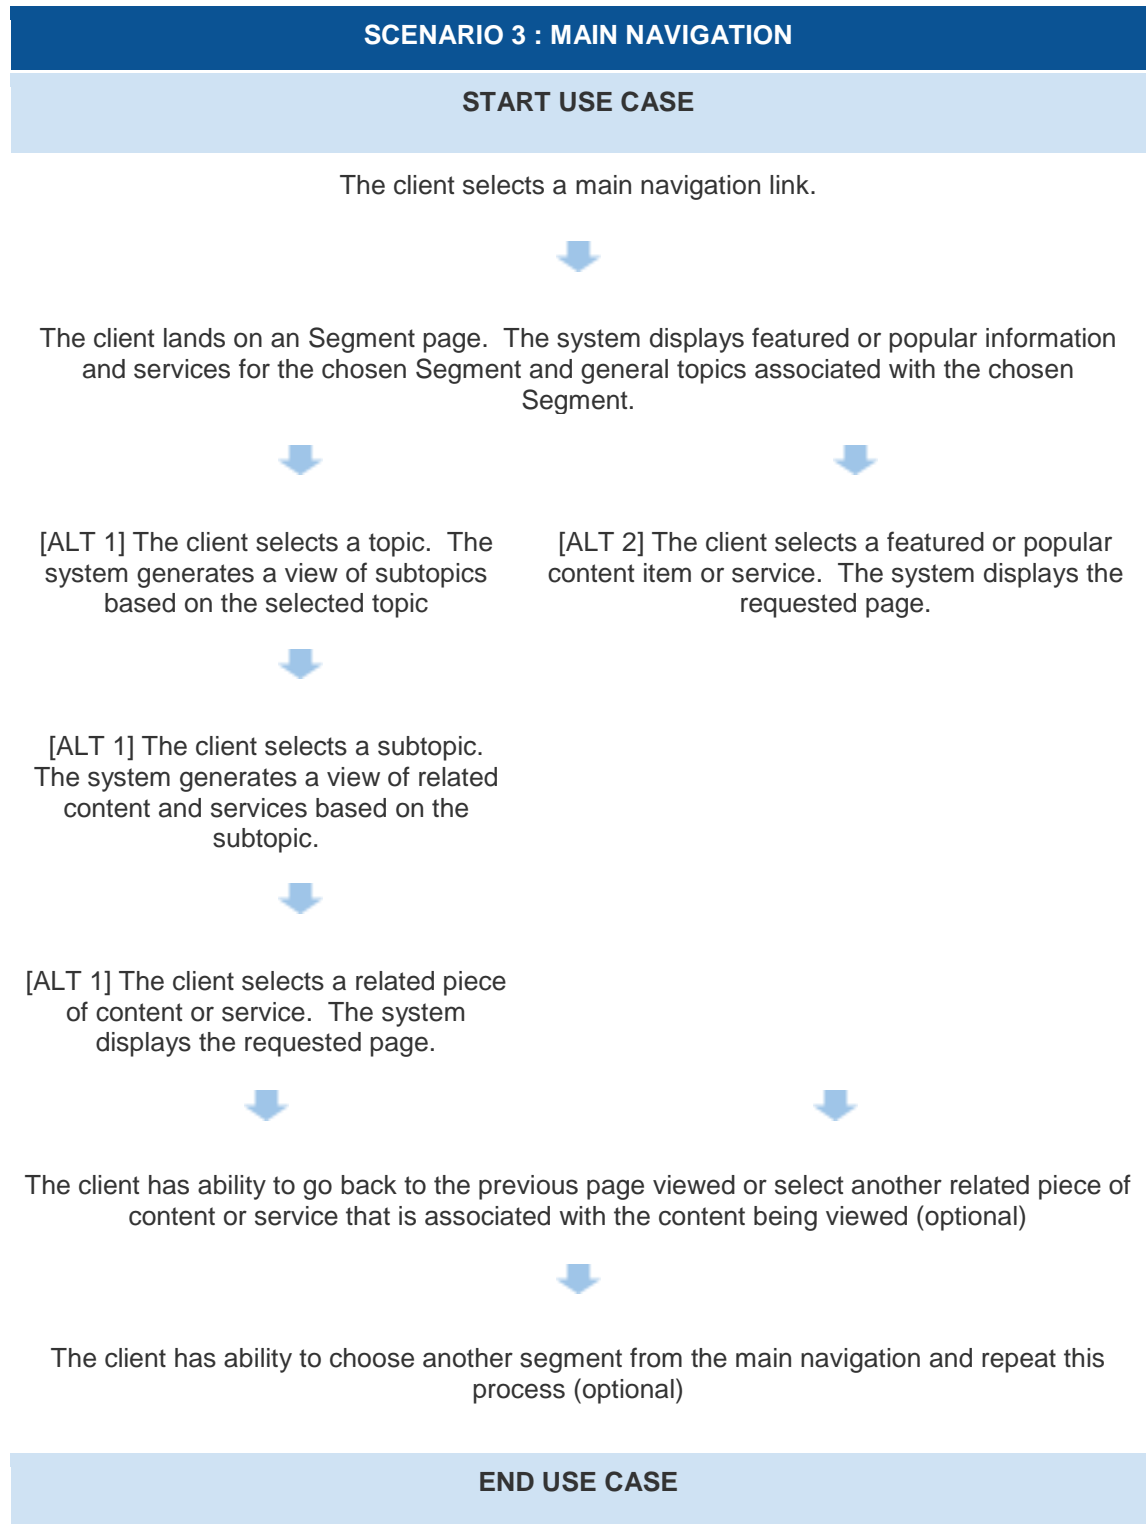 SCENARIO 3 : MAIN NAVIGATION
START USE CASE
The client selects a main navigation link.
The client lands on an Segment page.  The system displays featured or popular information
and services for the chosen Segment and general topics associated with the chosen
Segment.
[ALT 1] The client selects a topic.  The
system generates a view of subtopics
based on the selected topic
[ALT 2] The client selects a featured or popular
content item or service.  The system displays the
requested page.
[ALT 1] The client selects a subtopic.
The system generates a view of related
content and services based on the
subtopic.
[ALT 1] The client selects a related piece
of content or service.  The system
displays the requested page.
The client has ability to go back to the previous page viewed or select another related piece of
content or service that is associated with the content being viewed (optional)
The client has ability to choose another segment from the main navigation and repeat this
process (optional)
END USE CASE